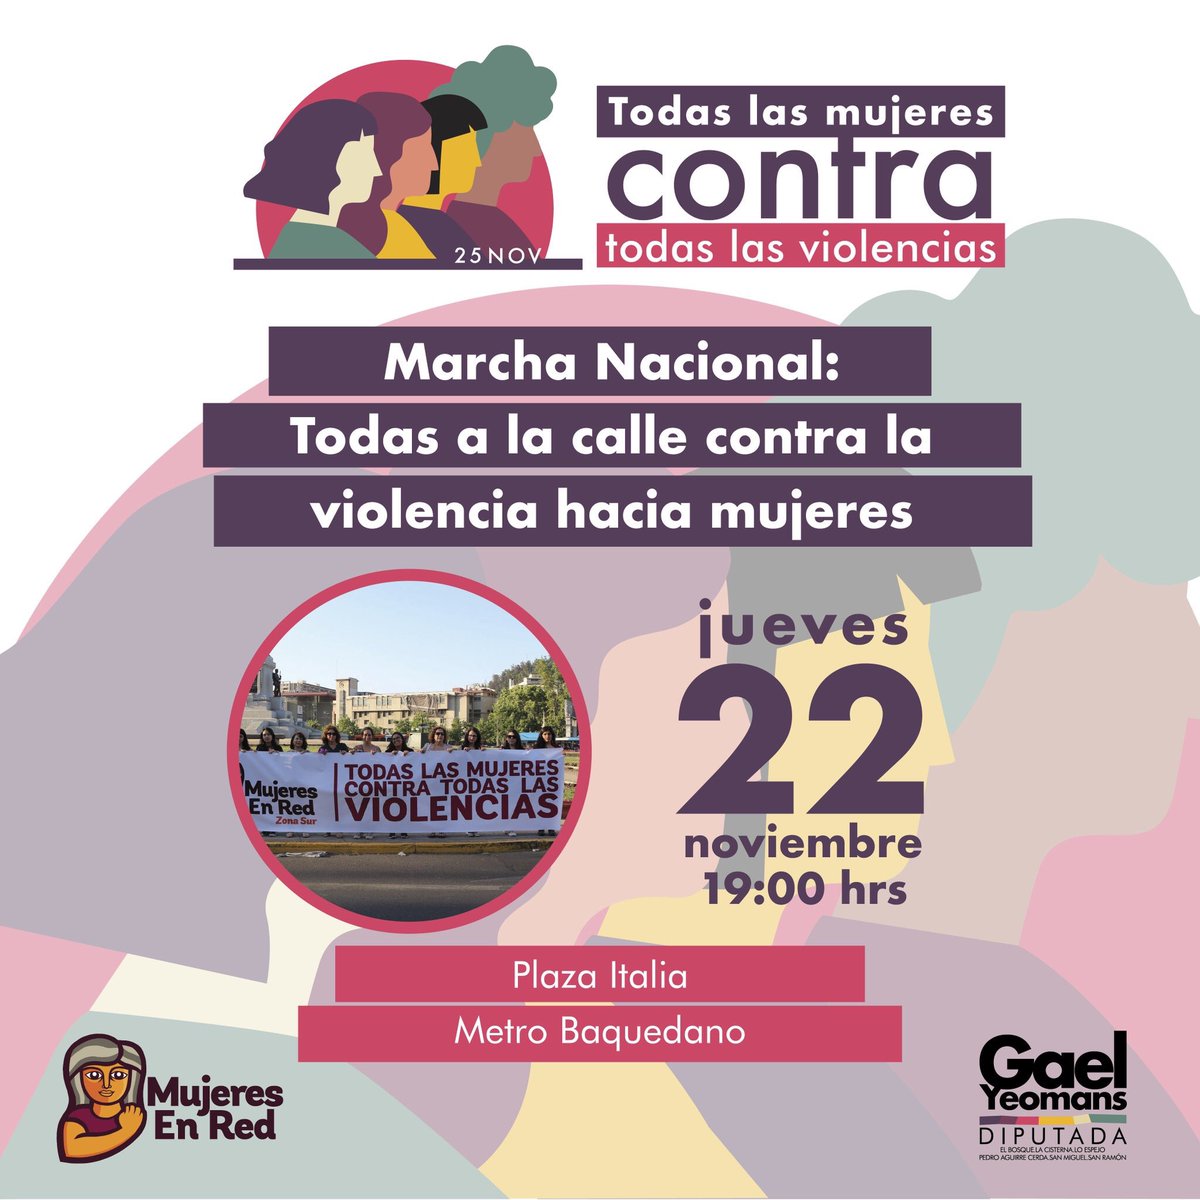 Todas las mujeres
contra
todas las violencias
25 NOV
Marcha Nacional:
Todas a la calle contra la
violencia hacia mujeres
jueves
22
noviembre
19:00 hrs
Mujeres
En Red
Zona Sur
TODAS LAS MUJERES
CONTRA TODAS LAS
VIOLENCIAS
Plaza Italia
Metro Baquedano
Mujeres
En Red
Gael
Yeomans
DIPUTADA
EL BOSQUE.LA CISTERNA.LO ESPEJO
PEDRO AGUIRRE CERDA.SAN MIGUEL.SAN RAMÓN